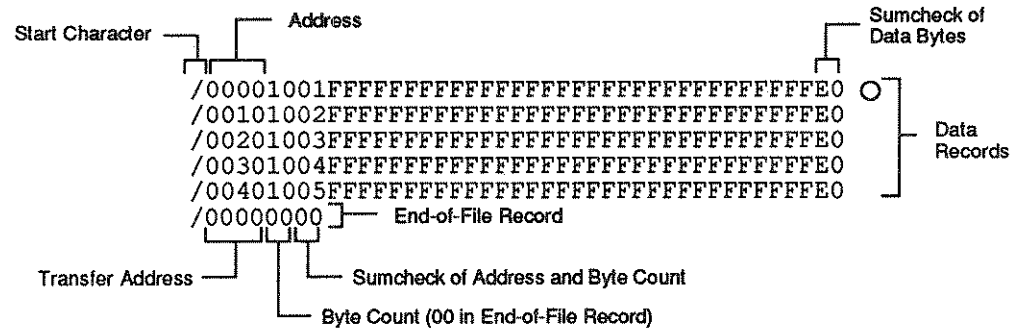 Address
Sumcheck of
Data Bytes
Start Character
/00001001FFFFFFFFFFFFFFFFFFFFFFFFFFFFFFFFE0
/00101002FFFFFFFFFFFFFFFFFFFFFFFFFFFFFFFFE0
/00201003FFFFFFFFFFFFFFFFFFFFFFFFFFFFFFFFE0
/00301004FFFFFFFFFFFFFFFFFFFFFFFFFFFFFFFFE0
/00401005FFFFFFFFFFFFFFFFFFFFFFFFFFFFFFFFE0
Data
Records
/00000000
End-of-File Record
Transfer Address
Sumcheck of Address and Byte Count
Byte Count (00 in End-of-File Record)